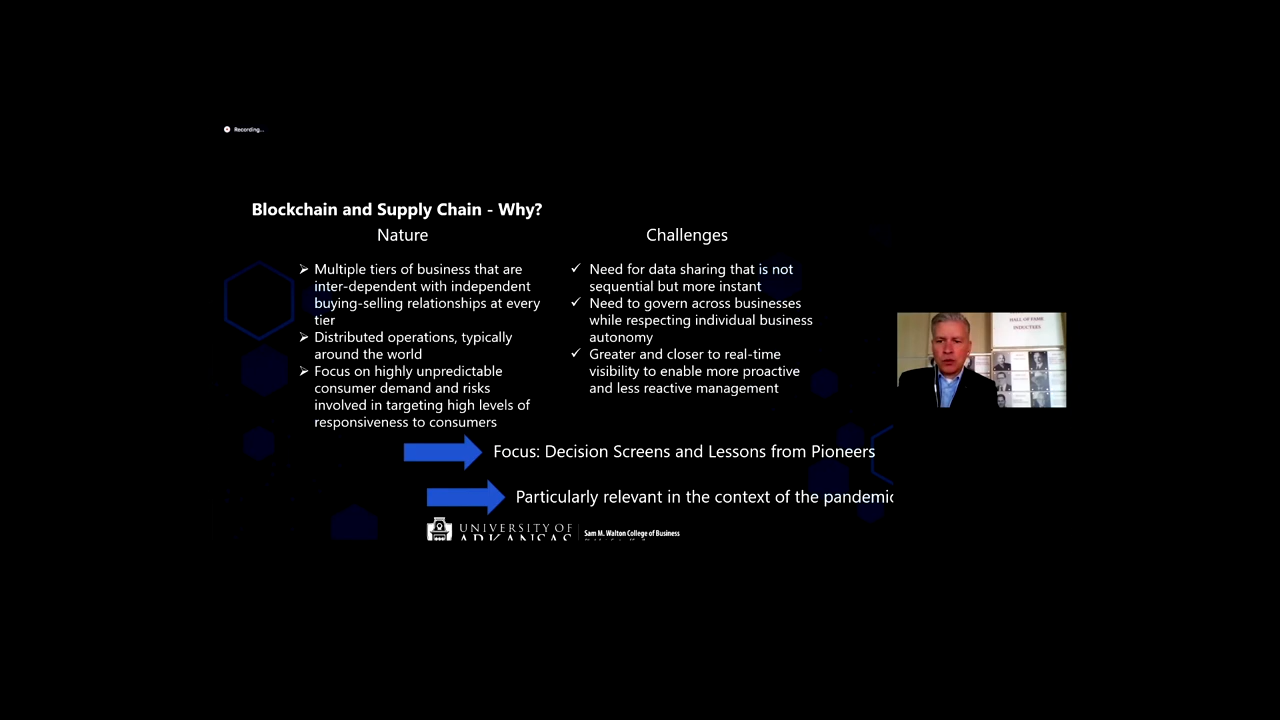 Recording...
Blockchain and Supply Chain - Why?
Nature
Multiple tiers of business that are
inter-dependent with independent
buying-selling relationships at every
tier
Distributed operations, typically
around the world
Focus on highly unpredictable
consumer demand and risks
involved in targeting high levels of
responsiveness to consumers
Challenges
Need for data sharing that is not
sequential but more instant
Need to govern across businesses
while respecting individual business
autonomy
Greater and closer to real-time
visibility to enable more proactive
and less reactive management
HALL OF FAME
INDUCTEES
Focus: Decision Screens and Lessons from Pioneers
Particularly relevant in the context of the pandemic
UNIVERSITY OF
ARKANSAS
Sam M. Walton College of Business